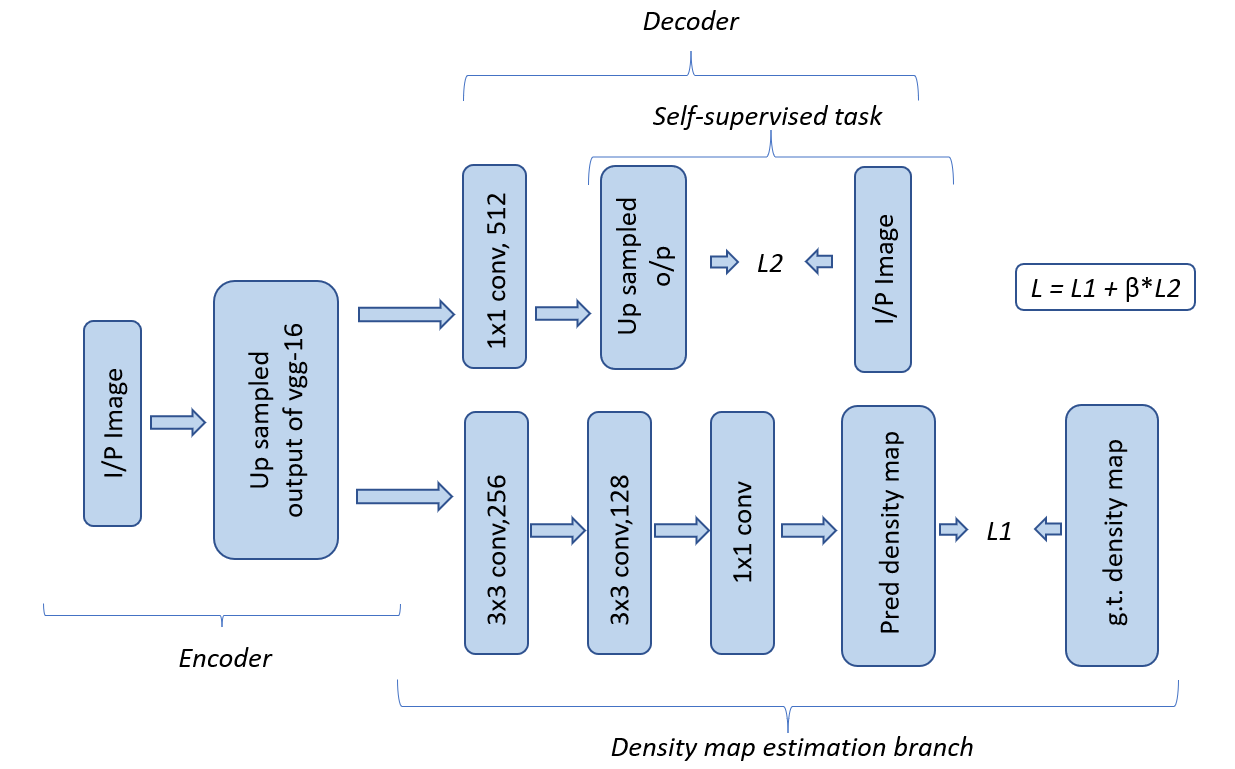 Decoder
Self-supervised task
I/P Image
Up sampled
output of vgg-16
Encoder
1x1 conv, 512
Up sampled
o/p
L2
I/P Image
L = L1 + β*L2
3x3 conv,256
3x3 conv,128
1x1 conv
Pred density map
L1
g.t. density map
Density map estimation branch